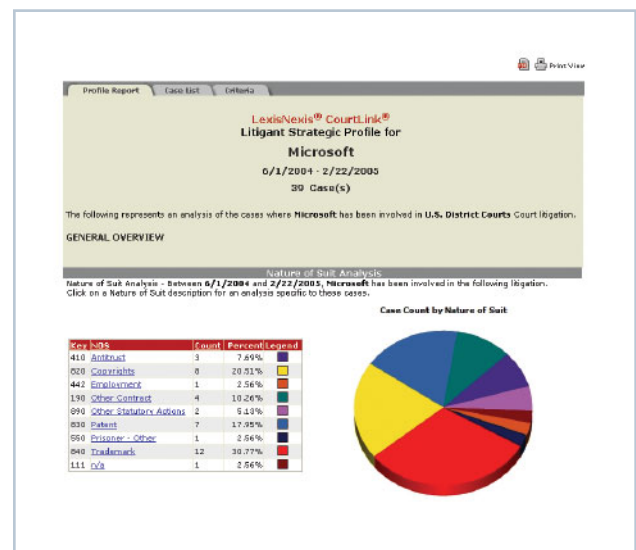 Print View
Profile Report Case List Criteria
LexisNexis® CourtLink®
Litigant Strategic Profile for
Microsoft
6/1/2004 - 2/22/2005
39 Case(s)
The following represents an analysis of the cases where Microsoft has been involved in U.S. District Courts Court litigation.
GENERAL OVERVIEW
Nature of Suit Analysis
Nature of Suit Analysis - Between 6/1/2004 and 2/22/2005, Microsoft has been involved in the following litigation.
Click on a Nature of Suit description for an analysis specific to these cases.
Case Count by Nature of Suit
Key NOS Count Percent Legend
410 Antitrust 3 7.69%
820 Copyrights 8 20.51%
442 Employment 1 2.56%
190 Other Contract 4 10.26%
890 Other Statutory Actions 2 5.13%
830 Patent 7 17.95%
550 Prisoner - Other 1 2.56%
840 Trademark 12 30.77%
111 n/a 1 2.56%